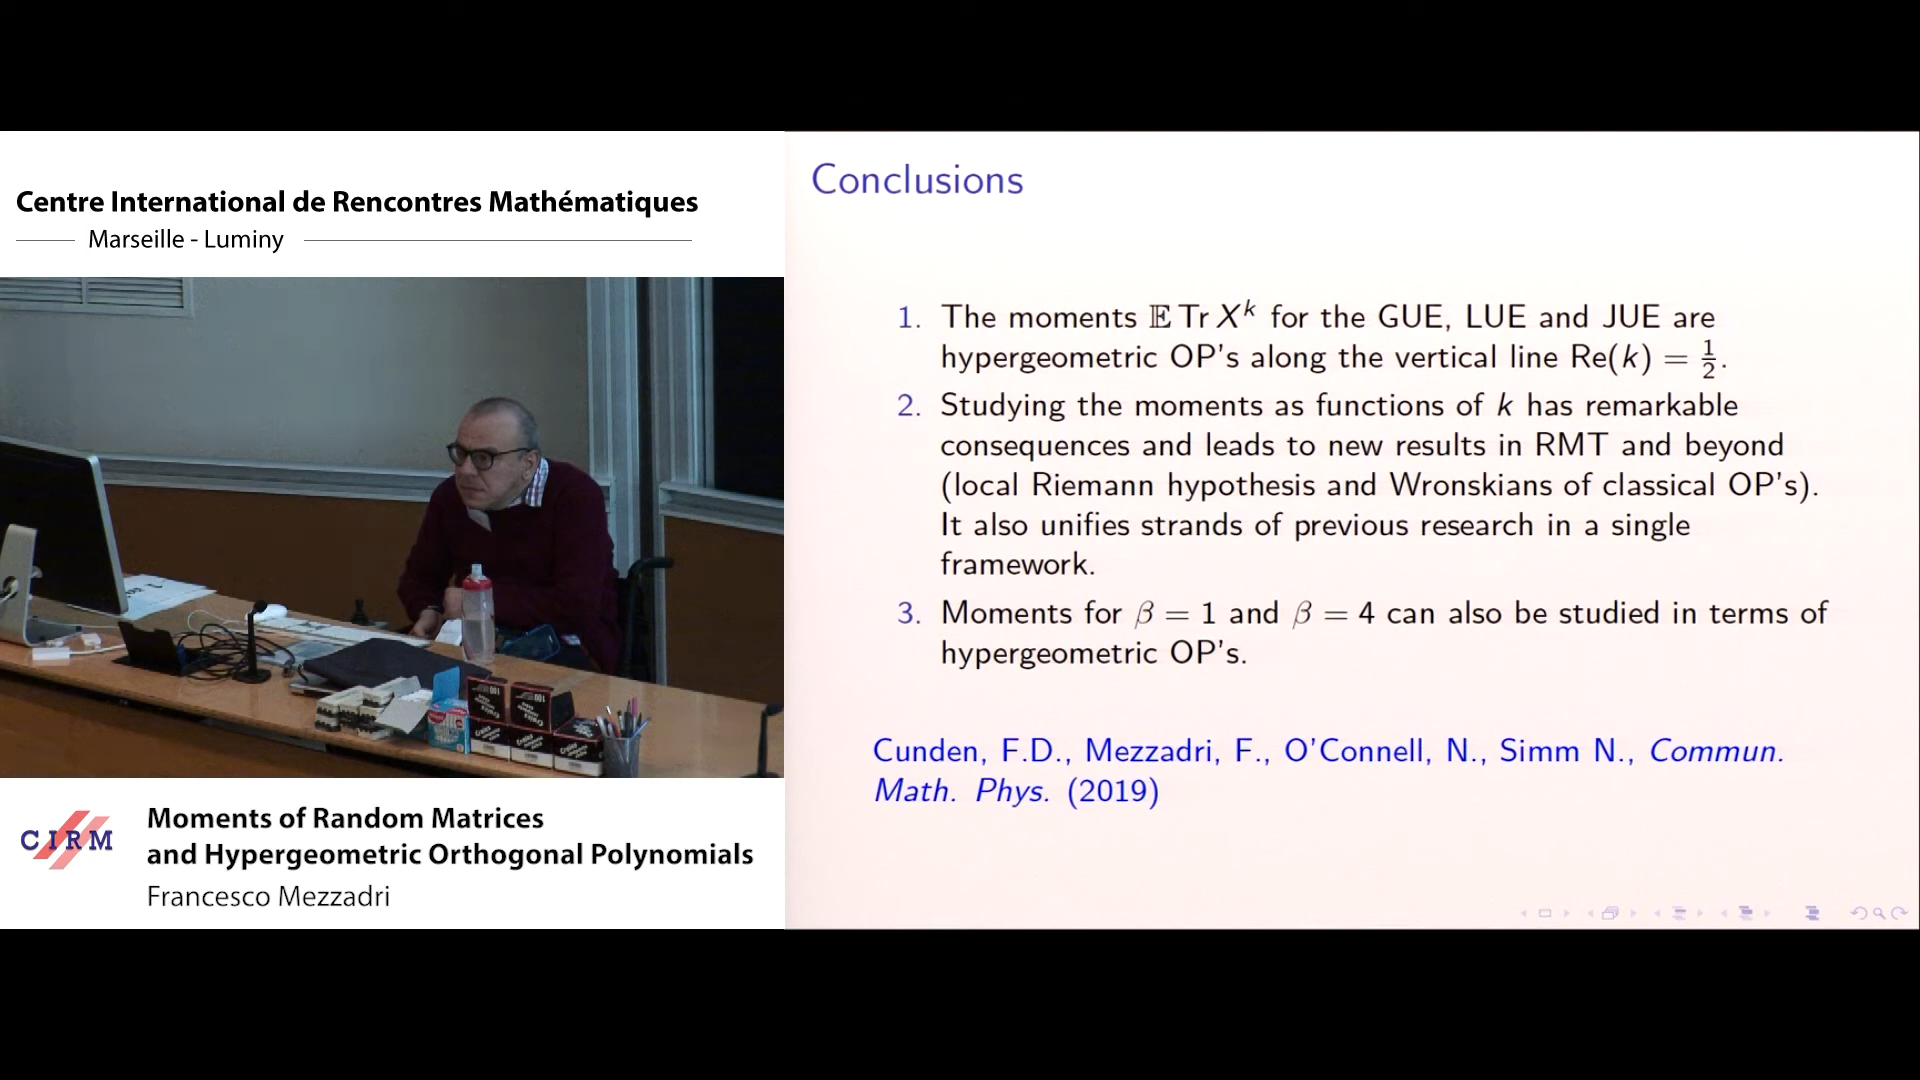 Centre International de Rencontres Mathématiques
Marseille - Luminy
CIRM
Moments of Random Matrices
and Hypergeometric Orthogonal Polynomials
Francesco Mezzadri
Conclusions
1. The moments 𝔼 Tr X^k for the GUE, LUE and JUE are
hypergeometric OP's along the vertical line Re(k) = 1/2.
2. Studying the moments as functions of k has remarkable
consequences and leads to new results in RMT and beyond
(local Riemann hypothesis and Wronskians of classical OP's).
It also unifies strands of previous research in a single
framework.
3. Moments for β = 1 and β = 4 can also be studied in terms of
hypergeometric OP's.
Cunden, F.D., Mezzadri, F., O'Connell, N., Simm N., Commun.
Math. Phys. (2019)